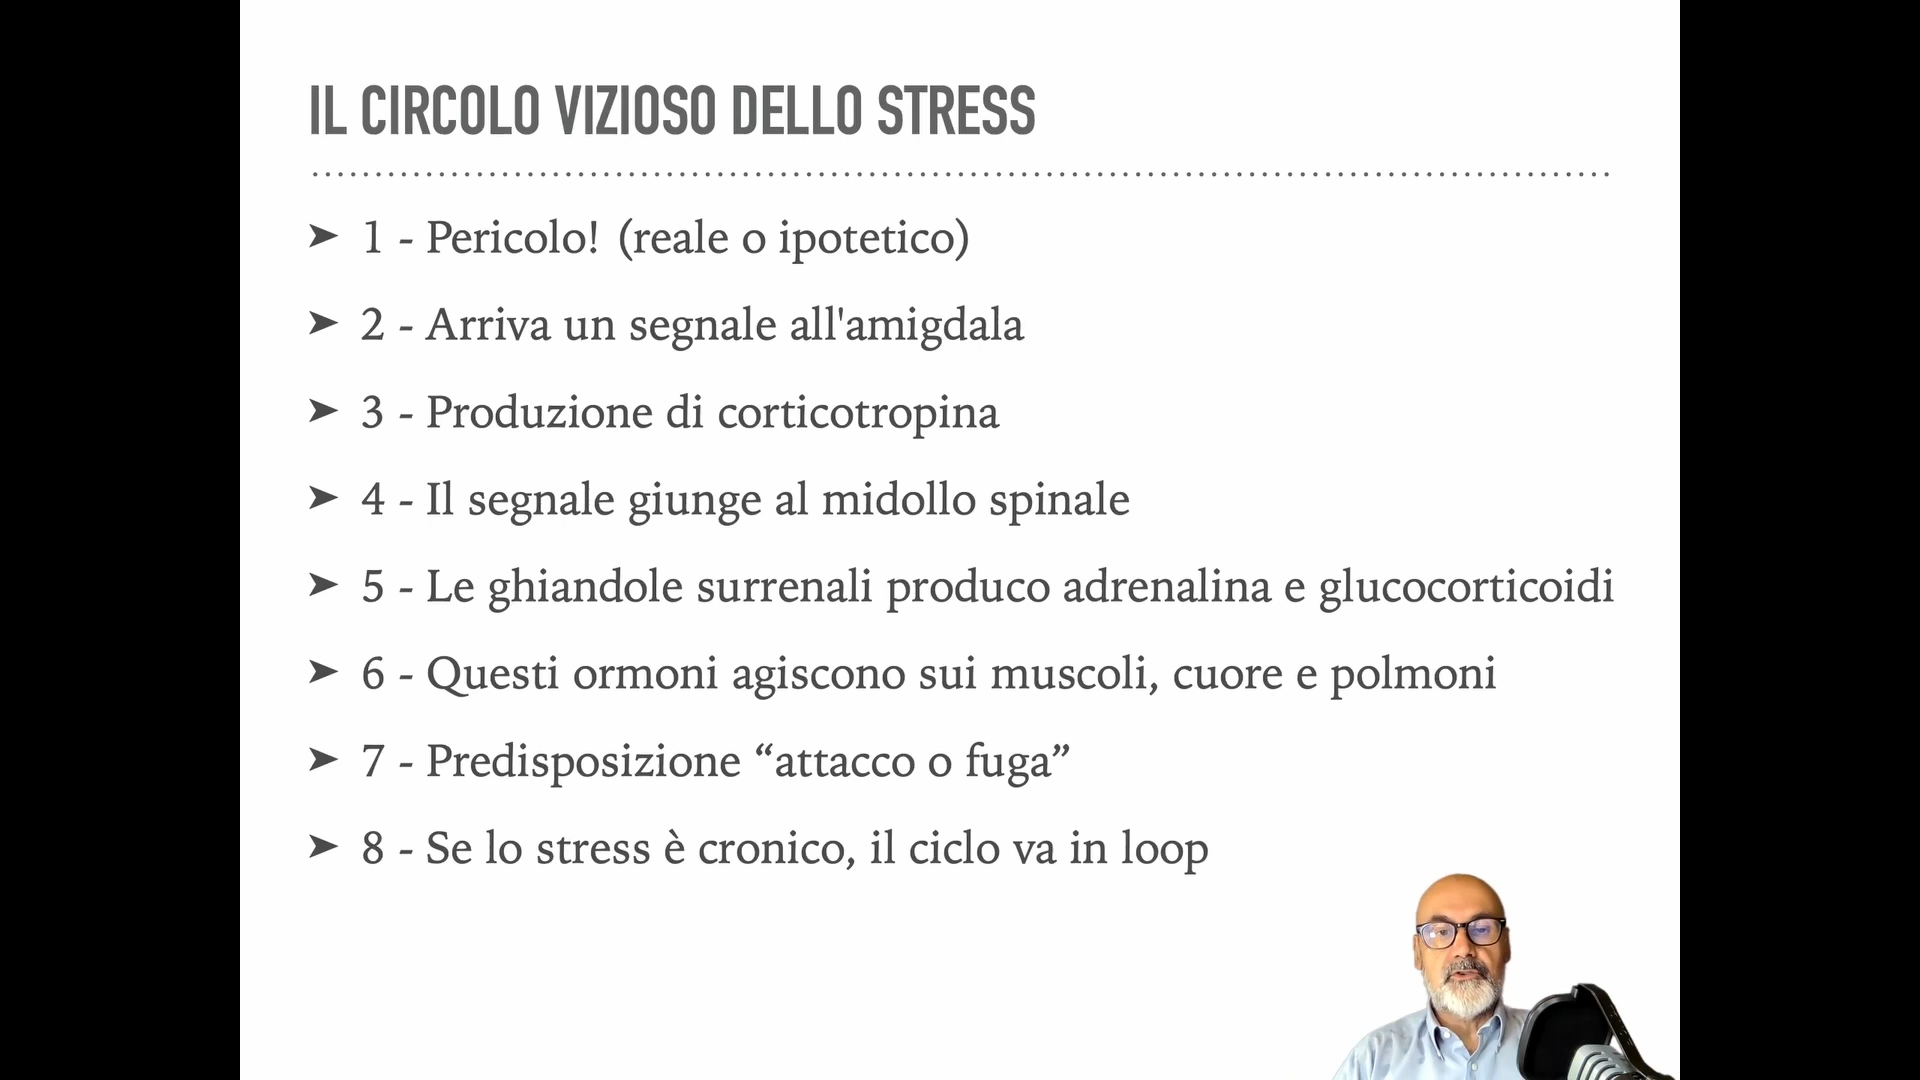 IL CIRCOLO VIZIOSO DELLO STRESS
➤ 1 - Pericolo! (reale o ipotetico)
➤ 2 - Arriva un segnale all'amigdala
➤ 3 - Produzione di corticotropina
➤ 4 - Il segnale giunge al midollo spinale
➤ 5 - Le ghiandole surrenali produco adrenalina e glucocorticoidi
➤ 6 - Questi ormoni agiscono sui muscoli, cuore e polmoni
➤ 7 - Predisposizione “attacco o fuga”
➤ 8 - Se lo stress è cronico, il ciclo va in loop